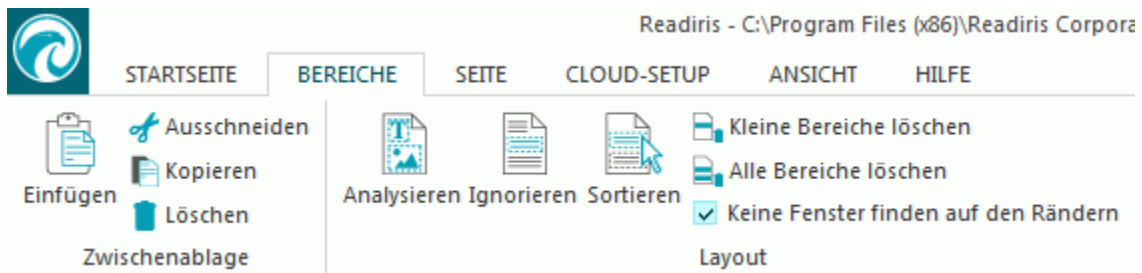 Readiris - C:\Program Files (x86)\Readiris Corpora
STARTSEITE BEREICHE SEITE CLOUD-SETUP ANSICHT HILFE
Einfügen
Ausschneiden
Kopieren
Löschen
Zwischenablage
Analysieren Ignorieren Sortieren
Kleine Bereiche löschen
Alle Bereiche löschen
Keine Fenster finden auf den Rändern
Layout